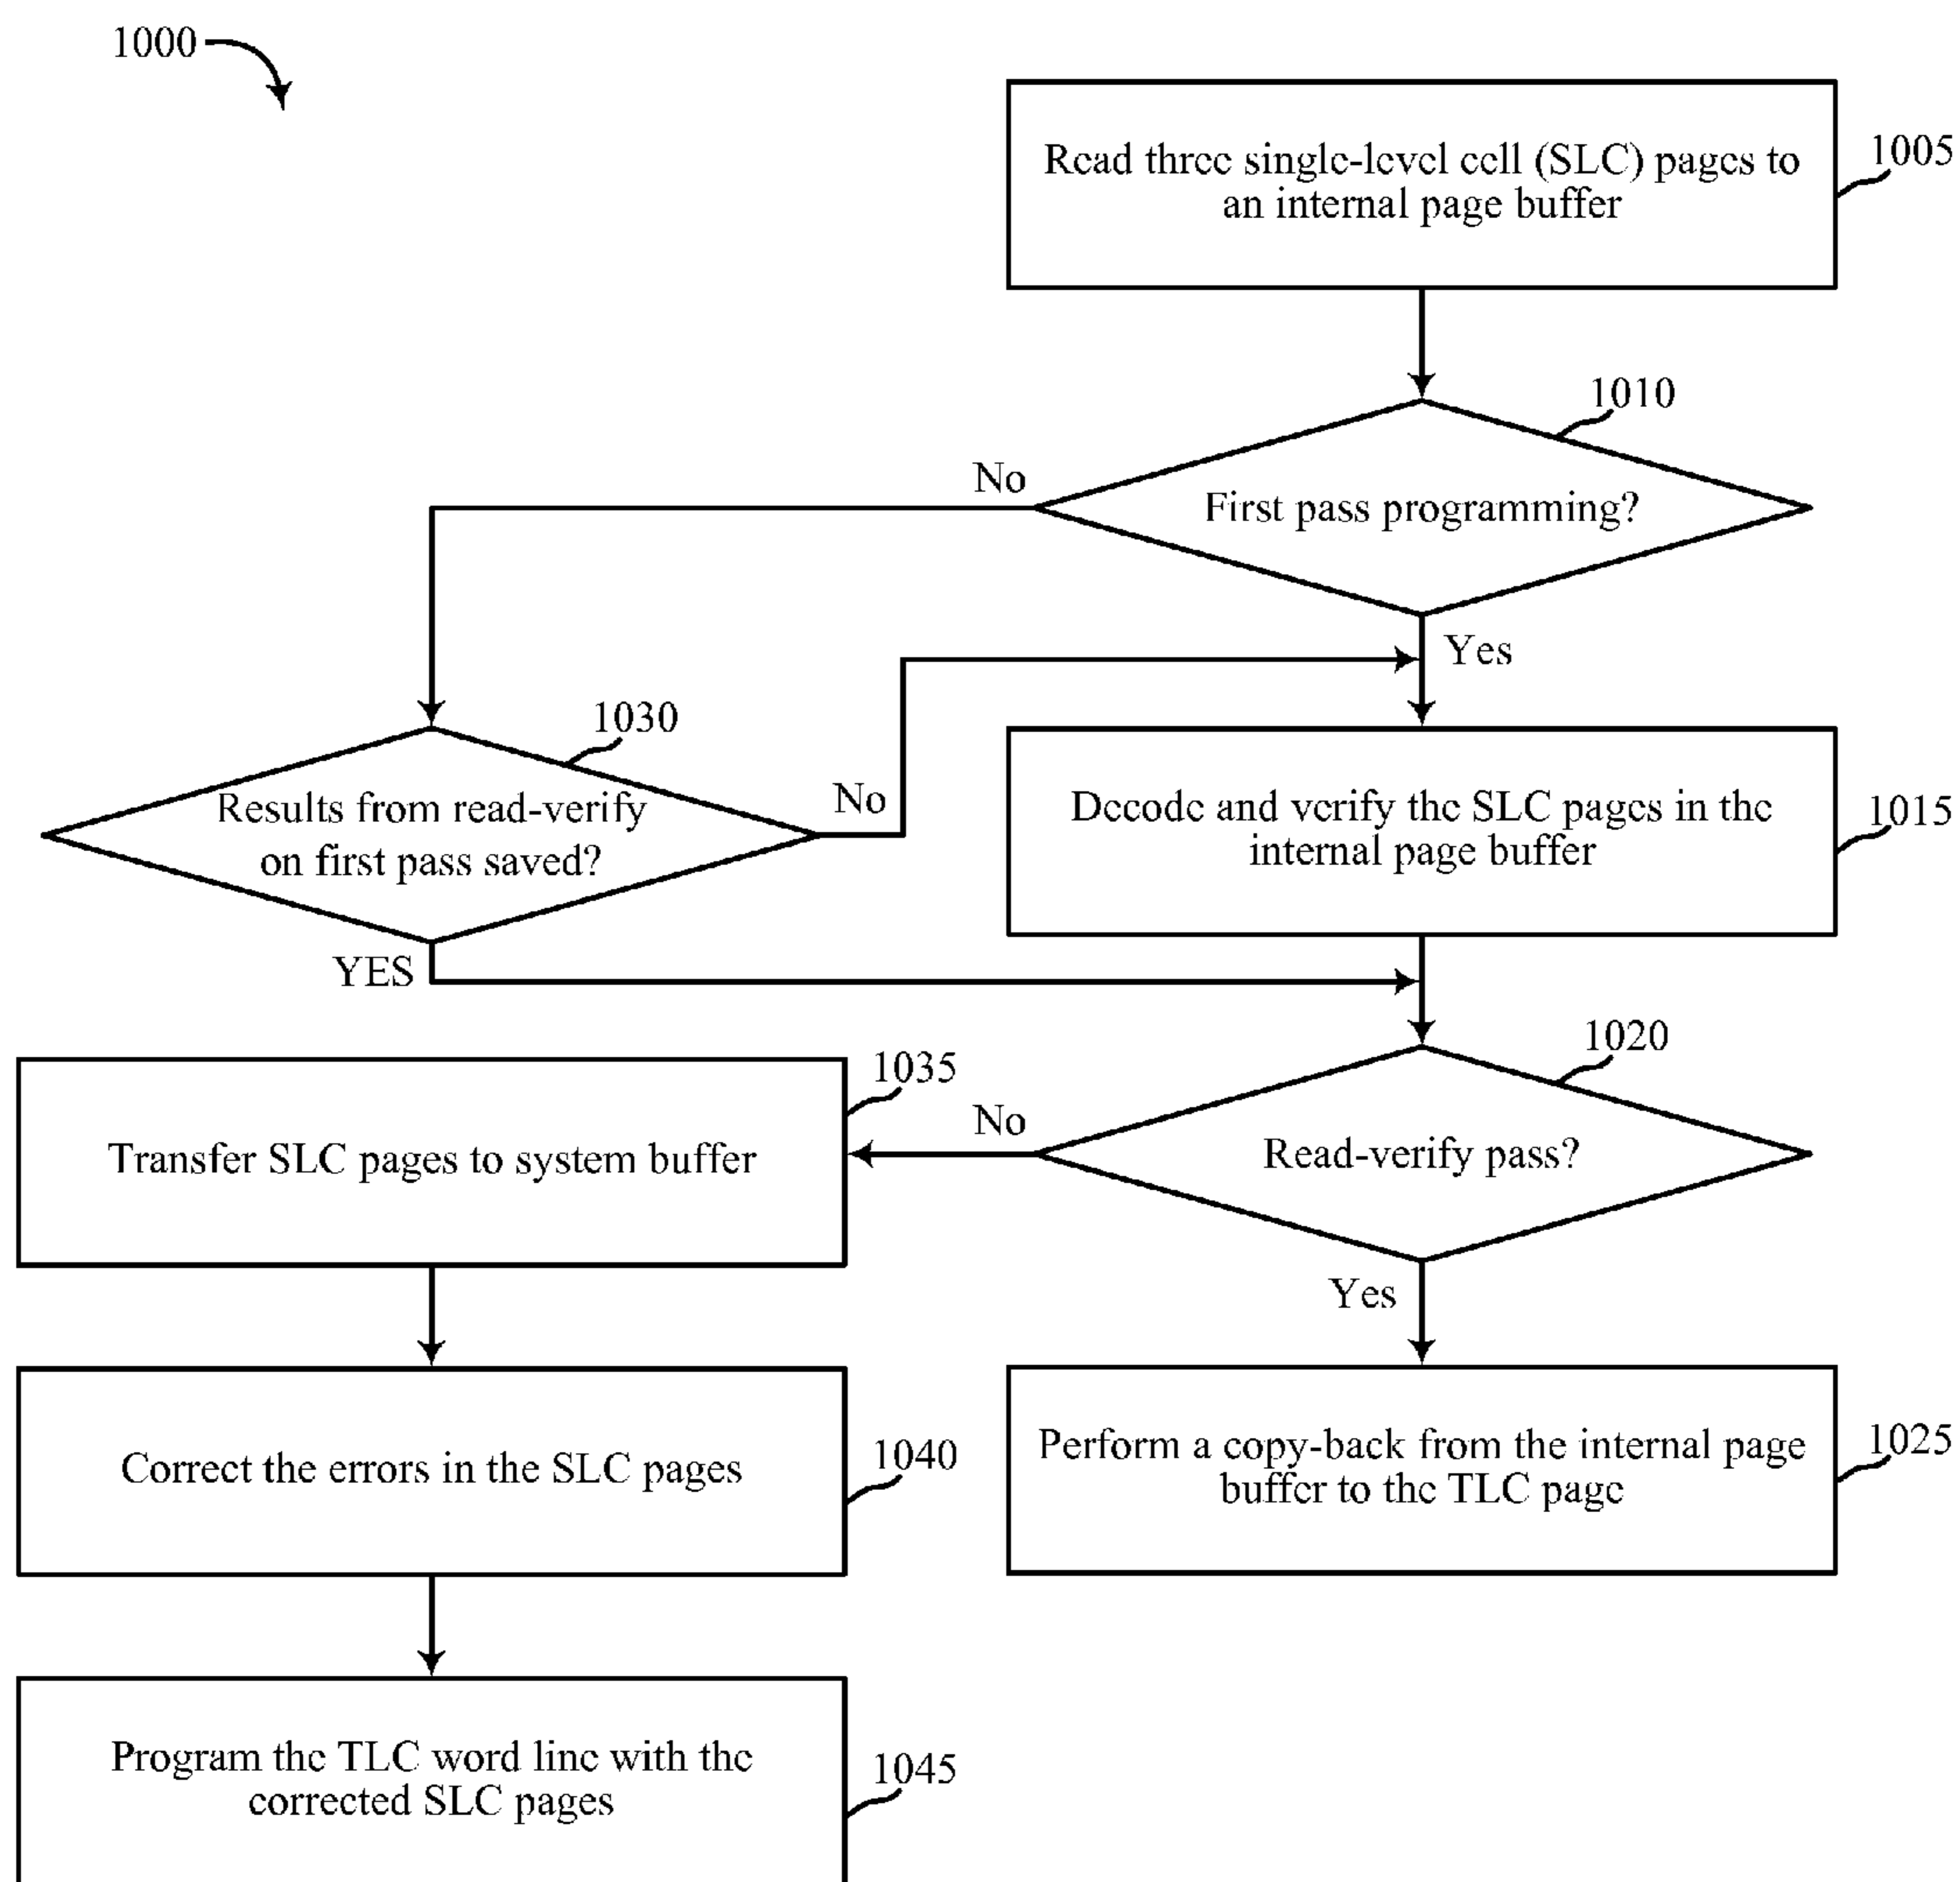 1000
Read three single-level cell (SLC) pages to
an internal page buffer
1005
1010
First pass programming?
No
Yes
1030
Results from read-verify
on first pass saved?
No
YES
Decode and verify the SLC pages in the
internal page buffer
1015
1020
Read-verify pass?
No
Yes
1035
Transfer SLC pages to system buffer
Correct the errors in the SLC pages
1040
Perform a copy-back from the internal page
buffer to the TLC page
1025
Program the TLC word line with the
corrected SLC pages
1045